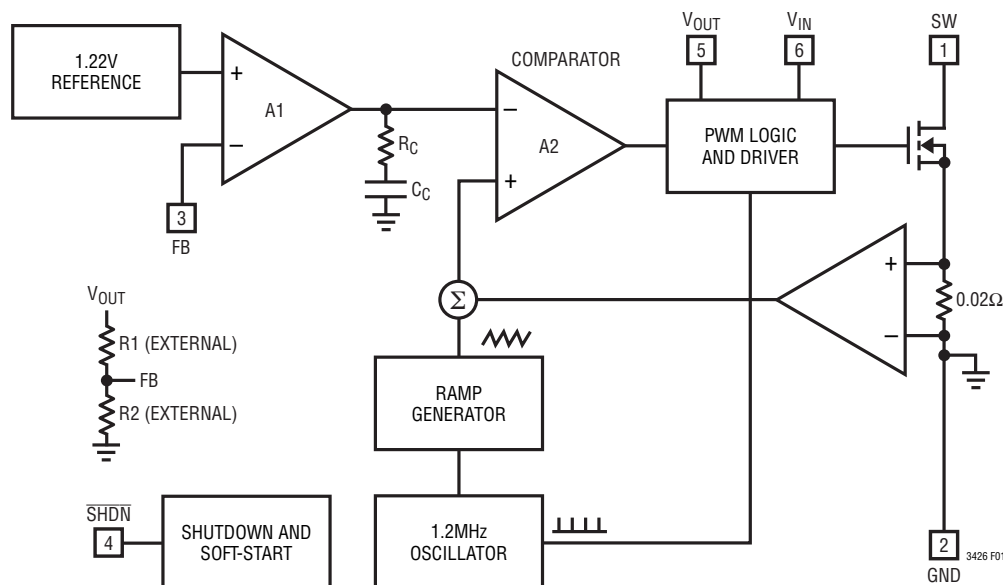 1.22V
REFERENCE
+
−
A1
3
FB
R_C
C_C
COMPARATOR
−
+
A2
V_OUT
5
V_IN
6
PWM LOGIC
AND DRIVER
SW
1
+
−
0.02Ω
Σ
V_OUT
R1 (EXTERNAL)
FB
R2 (EXTERNAL)
RAMP
GENERATOR
SHDN
4
SHUTDOWN AND
SOFT-START
1.2MHz
OSCILLATOR
2
GND
3426 F01